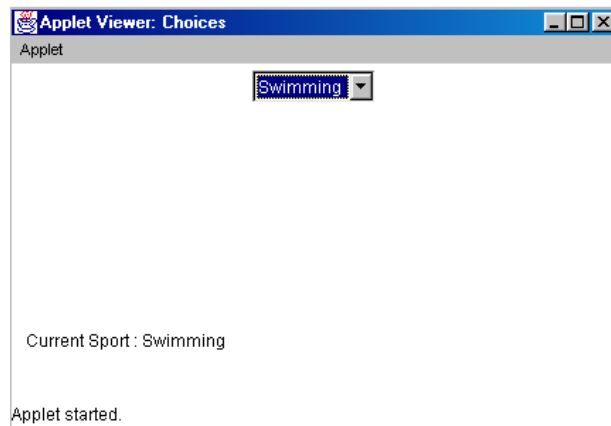 Applet Viewer: Choices
Applet
Swimming
Current Sport : Swimming
Applet started.